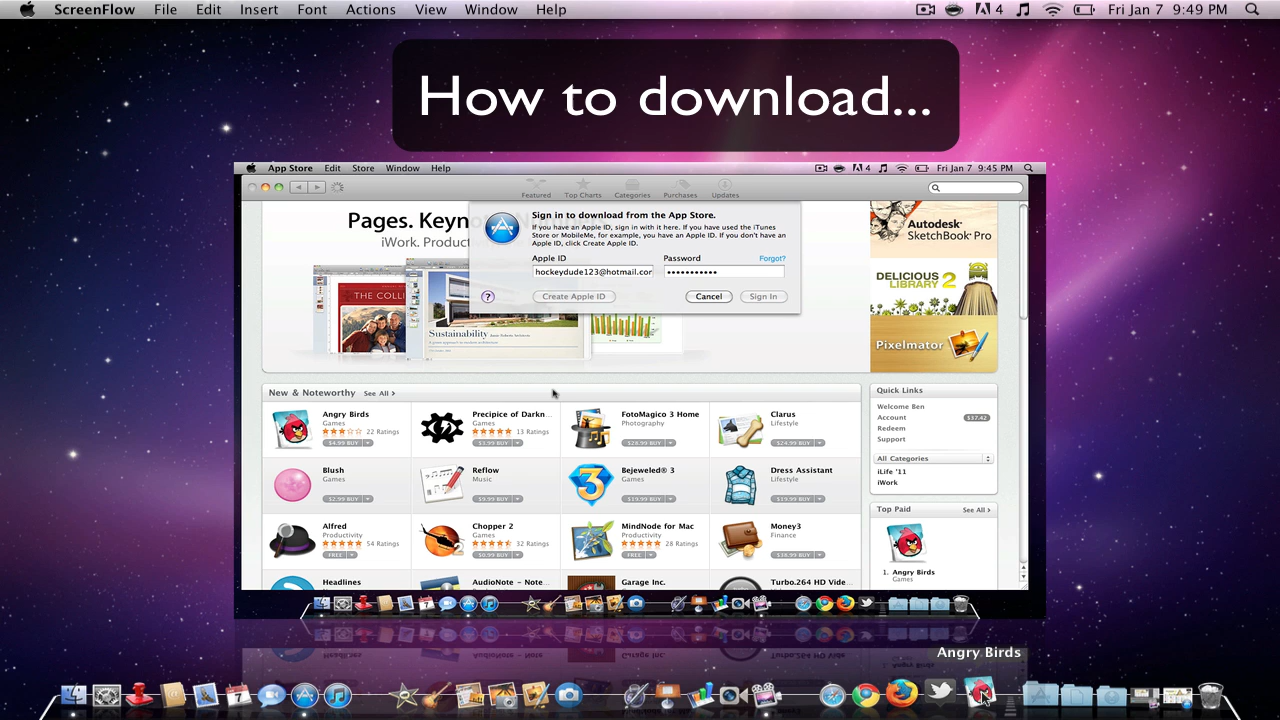 ScreenFlow File Edit Insert Font Actions View Window Help 4 Fri Jan 7 9:49 PM
How to download...
App Store Edit Store Window Help 4 Fri Jan 7 9:45 PM
Featured Top Charts Categories Purchases Updates
Pages. Keyn
iWork. Product
Sign in to download from the App Store.
If you have an Apple ID, sign in with it here. If you have used the iTunes
Store or MobileMe, for example, you have an Apple ID. If you don't have an
Apple ID, click Create Apple ID.
Apple ID Password Forgot?
hockeydude123@hotmail.com
? Create Apple ID Cancel Sign In
THE COLL
Sustainability
Autodesk®
SketchBook® Pro
DELICIOUS
LIBRARY 2
Pixelmator
New & Noteworthy See All >
Angry Birds
Games
22 Ratings
$4.99 BUY
Precipice of Darkn...
Games
13 Ratings
$3.99 BUY
FotoMagico 3 Home
Photography
$28.99 BUY
Clarus
Lifestyle
$24.99 BUY
Blush
Games
$2.99 BUY
Reflow
Music
$9.99 BUY
3
Bejeweled® 3
Games
$19.99 BUY
Dress Assistant
Lifestyle
$19.99 BUY
Alfred
Productivity
54 Ratings
FREE
Chopper 2
Games
32 Ratings
$0.99 BUY
MindNode for Mac
Productivity
28 Ratings
FREE
Money3
Finance
$38.99 BUY
Headlines
AudioNote - Note...
Garage Inc.
Turbo.264 HD Vide...
Quick Links
Welcome Ben
Account $37.42
Redeem
Support
All Categories
iLife '11
iWork
Top Paid See All >
1. Angry Birds
Games
Angry Birds
7